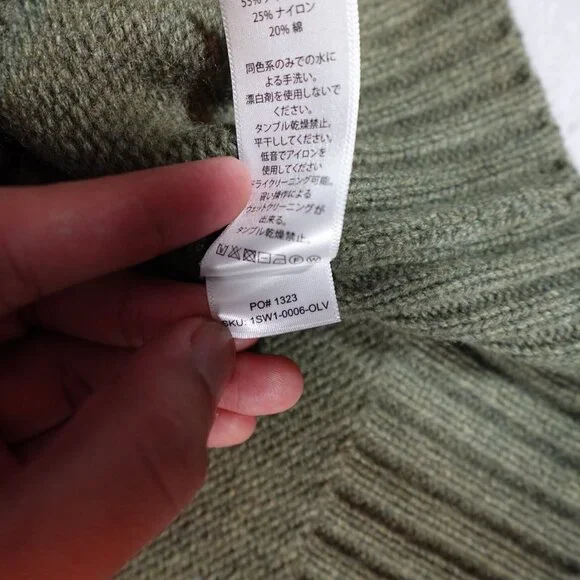 25% ナイロン
20% 綿
同色系のみでの水に
よる手洗い。
漂白剤を使用しないで
ください。
タンブル乾燥禁止。
平干ししてください。
低音でアイロンを
使用してください
ドライクリーニング可能。
弱い操作による
ウェットクリーニングが
出来る。
タンブル乾燥禁止。
PO# 1323
SKU: 1SW1-0006-OLV